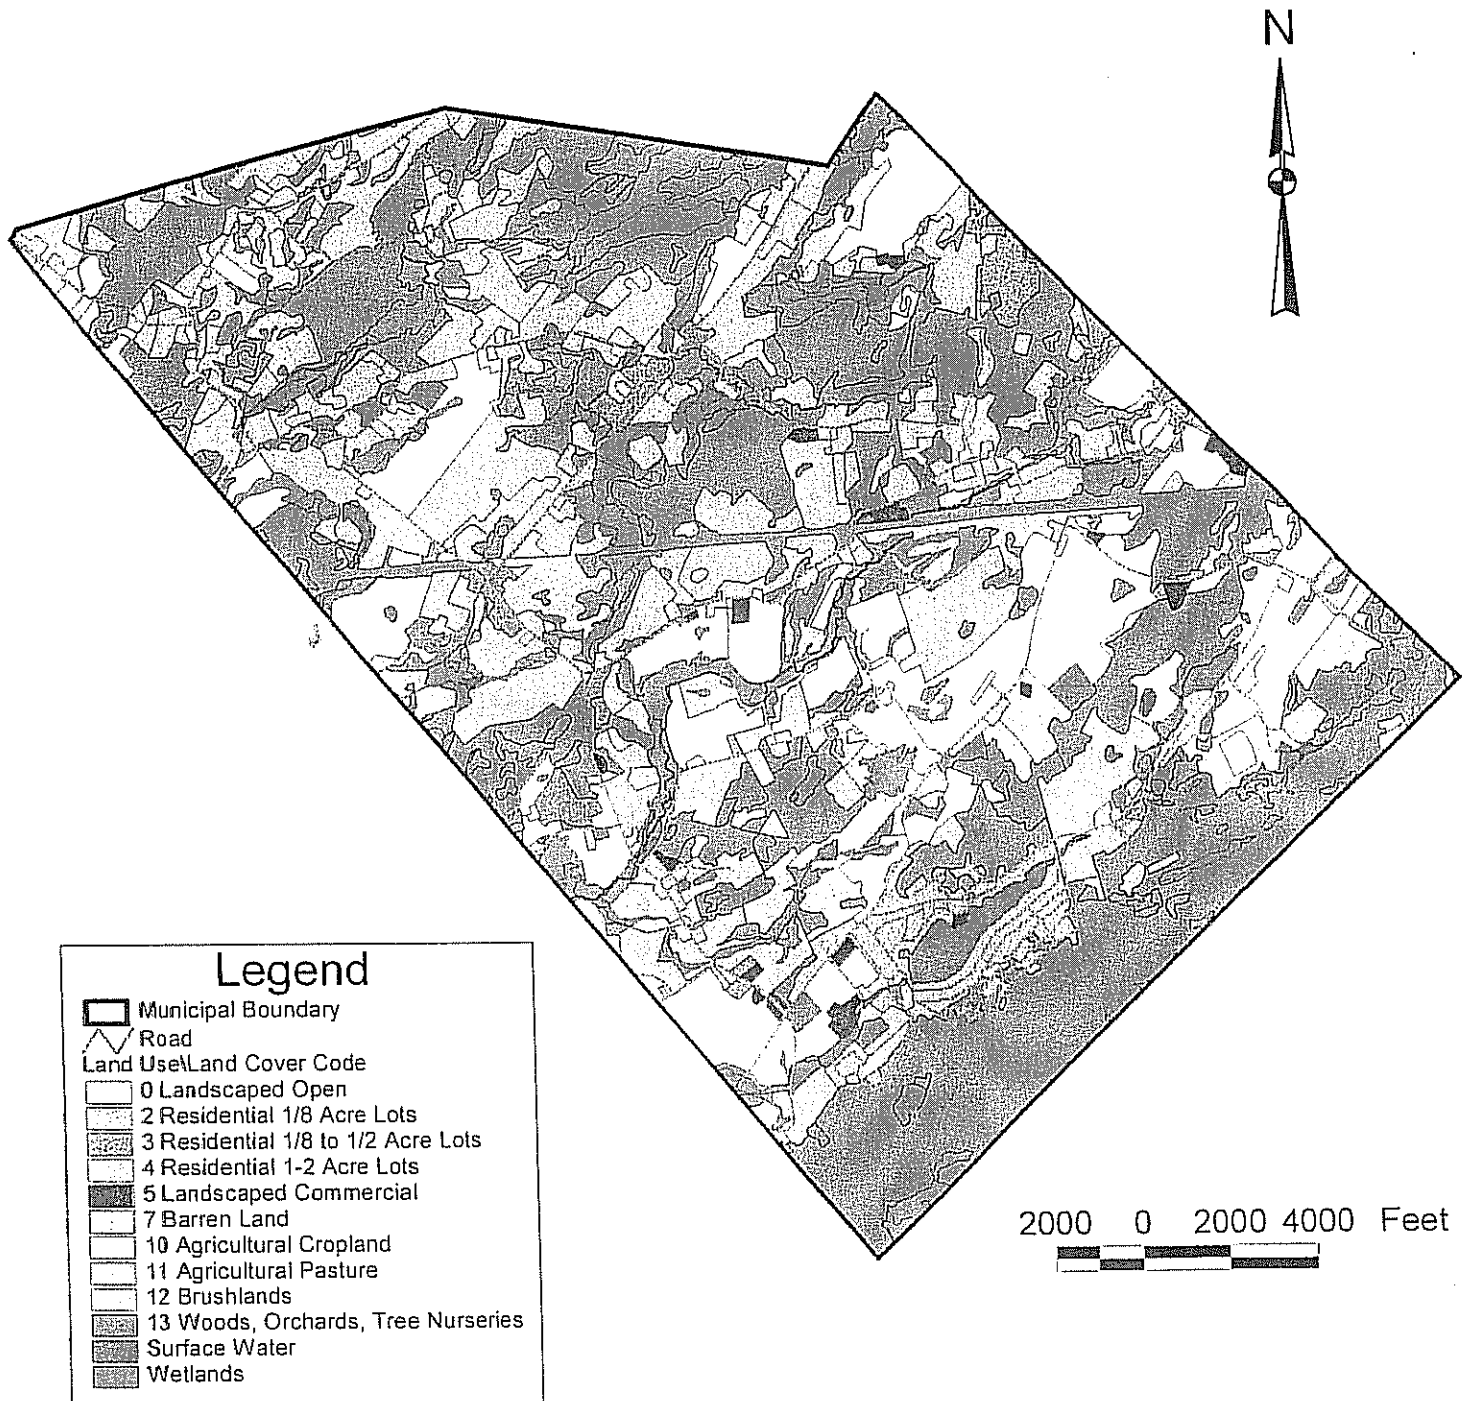 N
Legend
Municipal Boundary
Road
Land Use\Land Cover Code
0 Landscaped Open
2 Residential 1/8 Acre Lots
3 Residential 1/8 to 1/2 Acre Lots
4 Residential 1-2 Acre Lots
5 Landscaped Commercial
7 Barren Land
10 Agricultural Cropland
11 Agricultural Pasture
12 Brushlands
13 Woods, Orchards, Tree Nurseries
Surface Water
Wetlands
2000 0 2000 4000 Feet